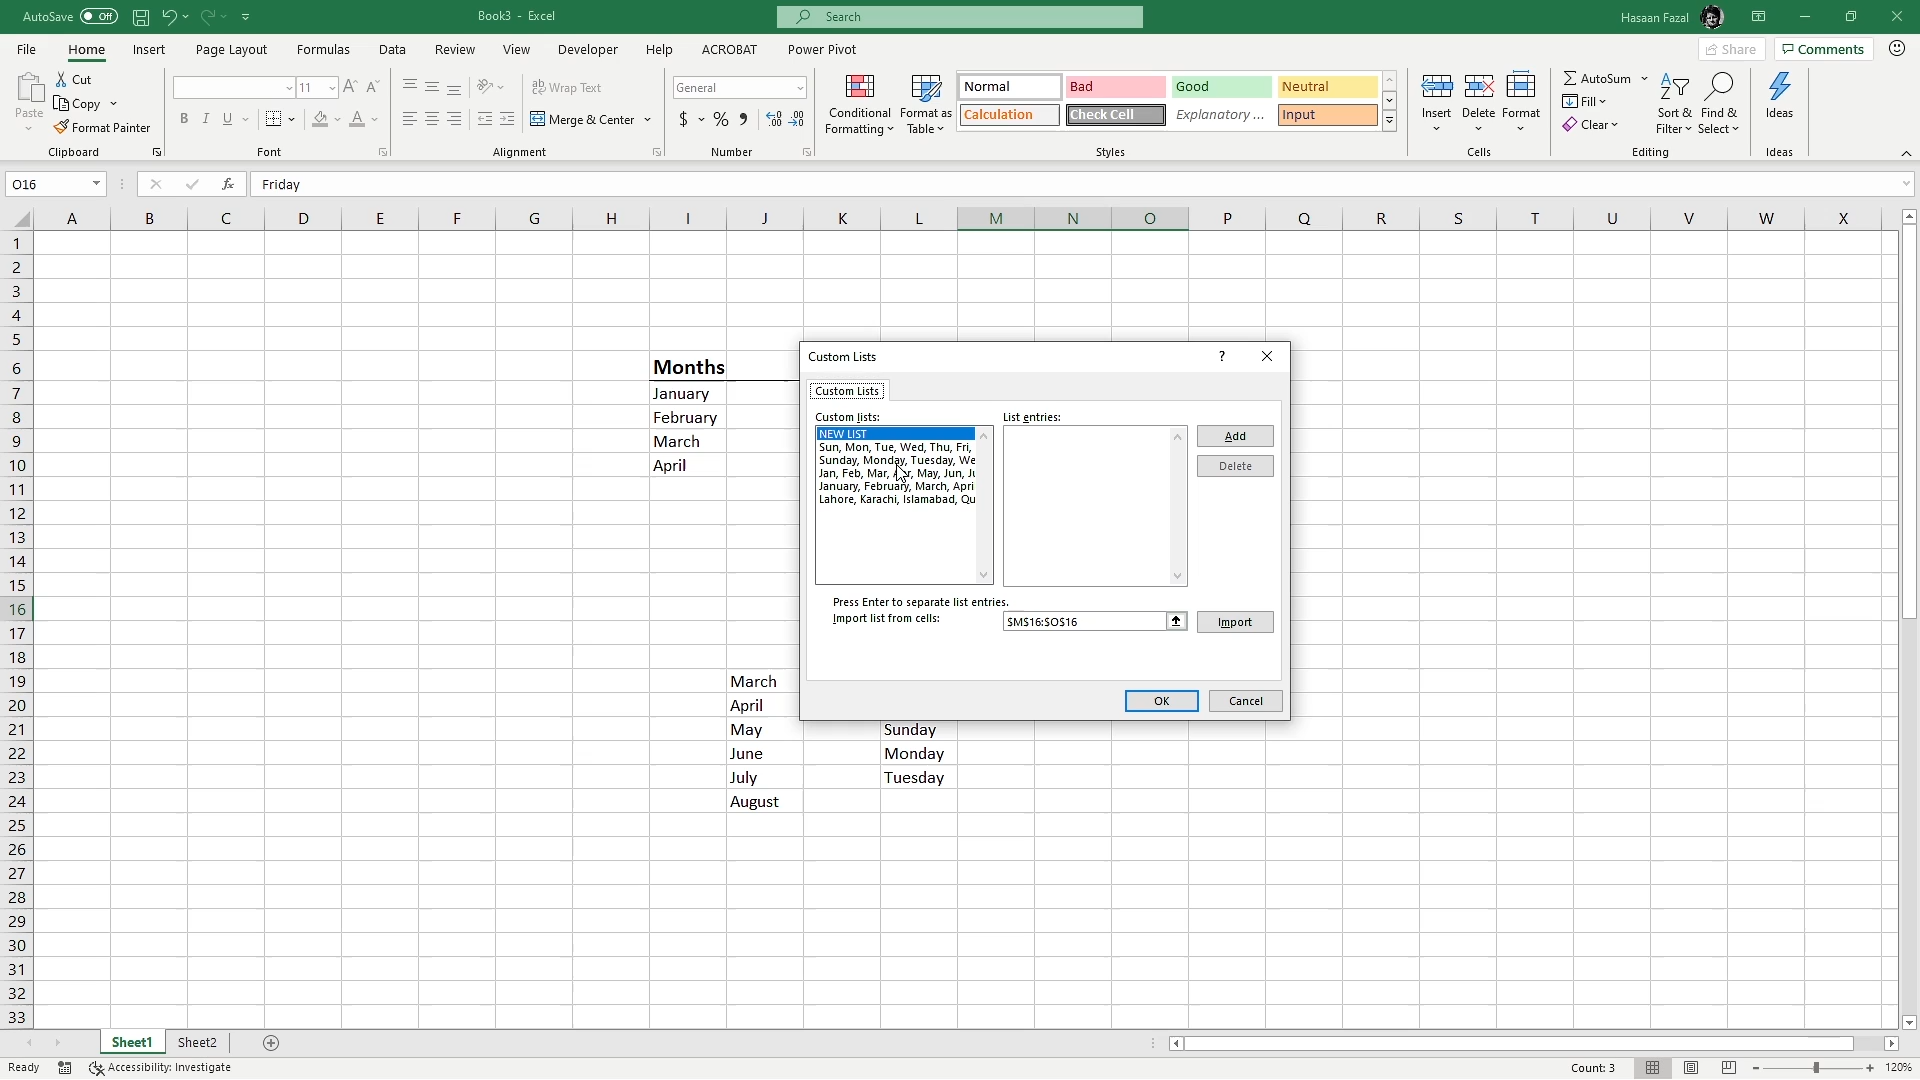 AutoSave Off
Book3 - Excel
Search
Hasaan Fazal
File Home Insert Page Layout Formulas Data Review View Developer Help ACROBAT Power Pivot
Share Comments
Paste
Cut
Copy
Format Painter
Clipboard
11
B I U
Font
Wrap Text
Merge & Center
Alignment
General
$ % 9
Number
Conditional Formatting
Format as Table
Normal Bad Good Neutral
Calculation Check Cell Explanatory ... Input
Styles
Insert Delete Format
Cells
AutoSum
Fill
Clear
Sort & Filter
Find & Select
Editing
Ideas
Ideas
O16
fx
Friday
A B C D E F G H I J K L M N O P Q R S T U V W X
1
2
3
4
5
6 Months
7 January
8 February
9 March
10 April
11
12
13
14
15
16
17
18
19 March
20 April
21 May Sunday
22 June Monday
23 July Tuesday
24 August
25
26
27
28
29
30
31
32
33
Custom Lists
?
Custom Lists
Custom lists:
List entries:
NEW LIST
Sun, Mon, Tue, Wed, Thu, Fri,
Sunday, Monday, Tuesday, We
Jan, Feb, Mar, Apr, May, Jun, Ju
January, February, March, Apri
Lahore, Karachi, Islamabad, Qu
Add
Delete
Press Enter to separate list entries.
Import list from cells:
$M$16:$O$16
Import
OK Cancel
Sheet1 Sheet2
Ready
Accessibility: Investigate
Count: 3
120%